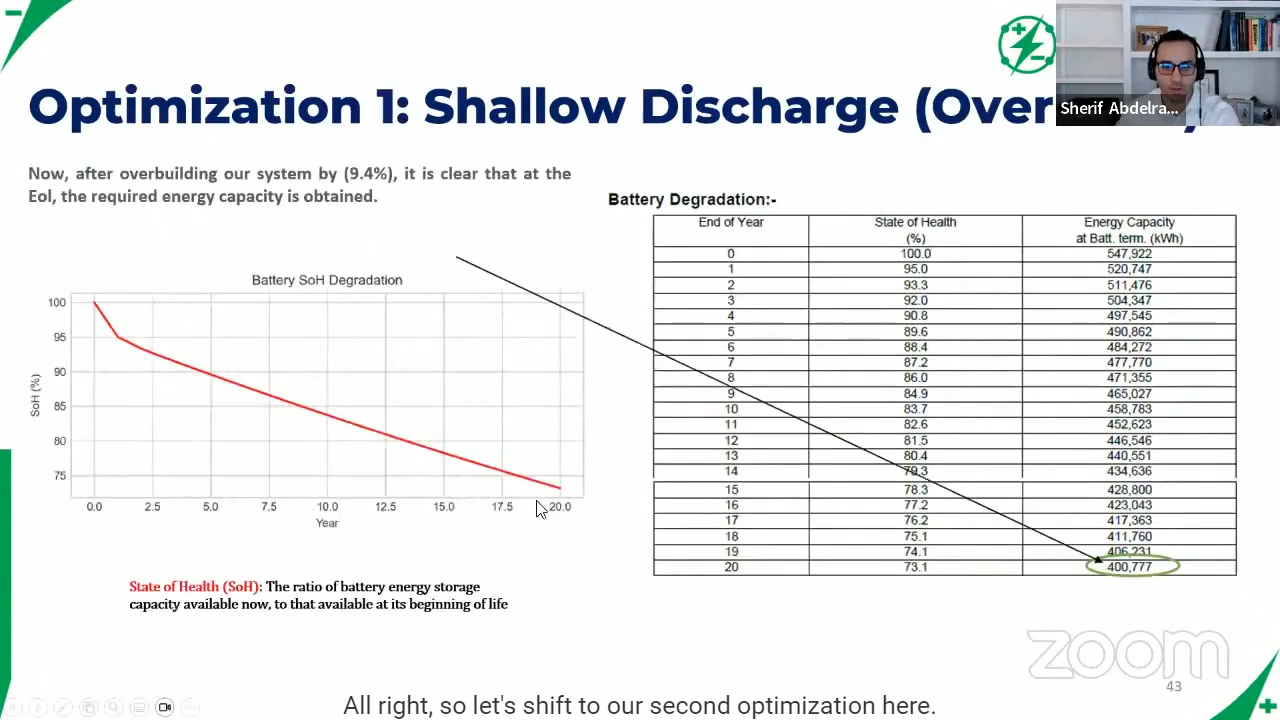 Optimization 1: Shallow Discharge (Over
Sherif Abdelra...
Now, after overbuilding our system by (9.4%), it is clear that at the
Eol, the required energy capacity is obtained.
Battery Degradation:-
End of Year State of Health (%) Energy Capacity at Batt. term. (kWh)
0 100.0 547,922
1 95.0 520,747
2 93.3 511,476
3 92.0 504,347
4 90.8 497,545
5 89.6 490,862
6 88.4 484,272
7 87.2 477,770
8 86.0 471,355
9 84.9 465,027
10 83.7 458,783
11 82.6 452,623
12 81.5 446,546
13 80.4 440,551
14 79.3 434,636
15 78.3 428,800
16 77.2 423,043
17 76.2 417,363
18 75.1 411,760
19 74.1 406,231
20 73.1 400,777
Battery SoH Degradation
SoH (%)
100
95
90
85
80
75
0.0 2.5 5.0 7.5 10.0 12.5 15.0 17.5 20.0
Year
State of Health (SoH): The ratio of battery energy storage
capacity available now, to that available at its beginning of life
zoom
43
All right, so let's shift to our second optimization here.